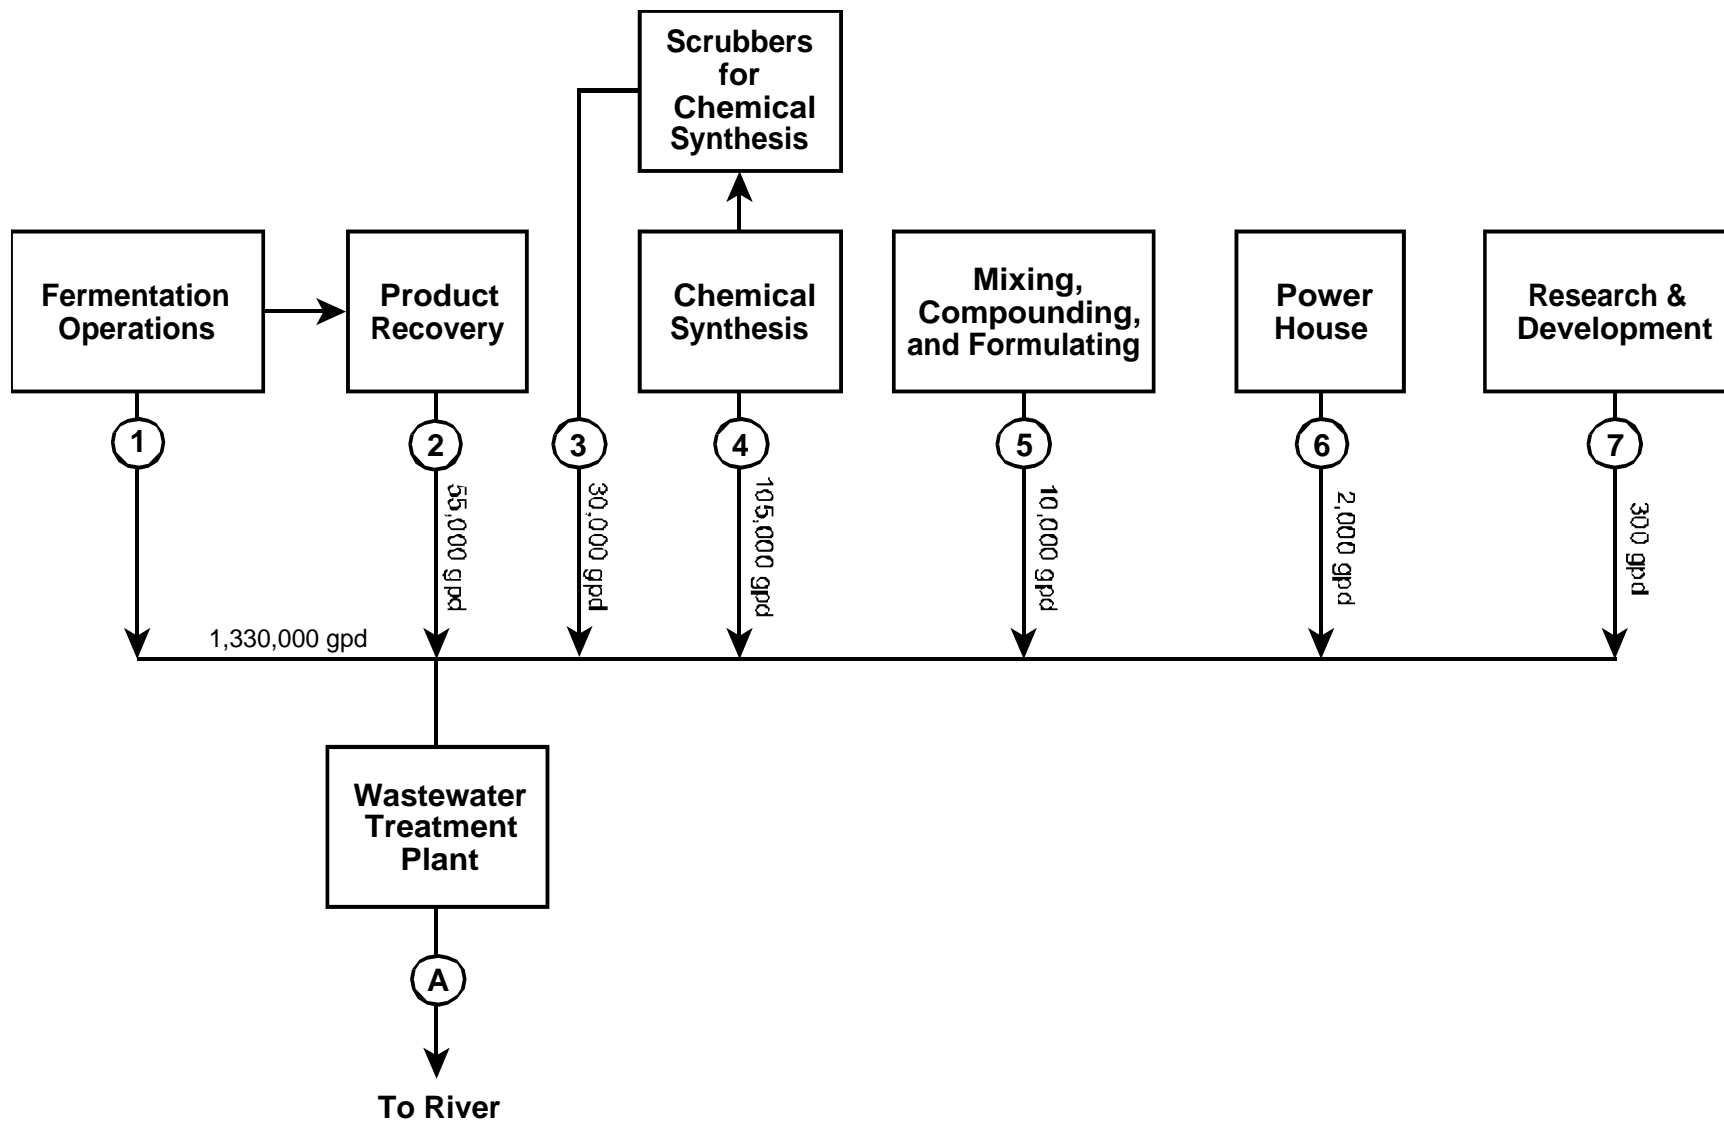 Scrubbers
for
Chemical
Synthesis
Fermentation
Operations
Product
Recovery
Chemical
Synthesis
Mixing,
Compounding,
and Formulating
Power
House
Research &
Development
1
2
3
4
5
6
7
55,000 gpd
30,000 gpd
105,000 gpd
10,000 gpd
2,000 gpd
300 gpd
1,330,000 gpd
Wastewater
Treatment
Plant
A
To River